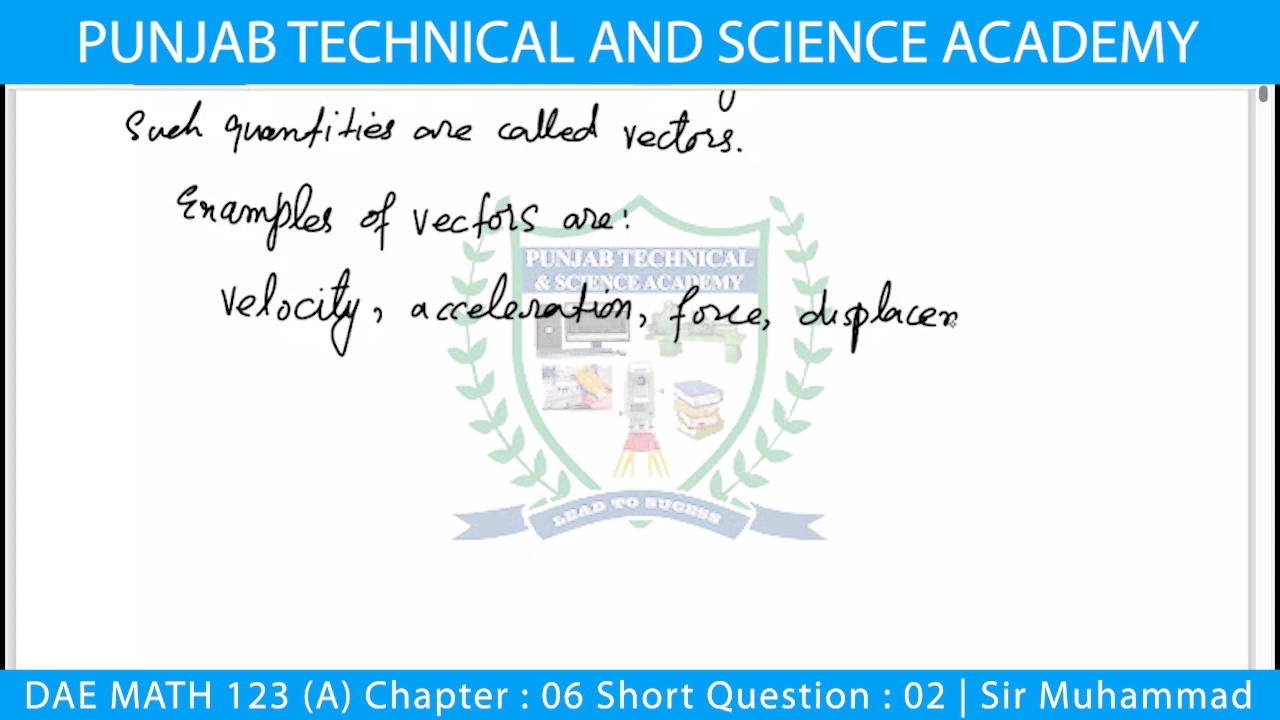 PUNJAB TECHNICAL AND SCIENCE ACADEMY
Such quantities are called vectors.
Examples of vectors are:
PUNJAB TECHNICAL
& SCIENCE ACADEMY
velocity, acceleration, force, displacem
LEAD TO SUCESS
DAE MATH 123 (A) Chapter : 06 Short Question : 02 | Sir Muhammad